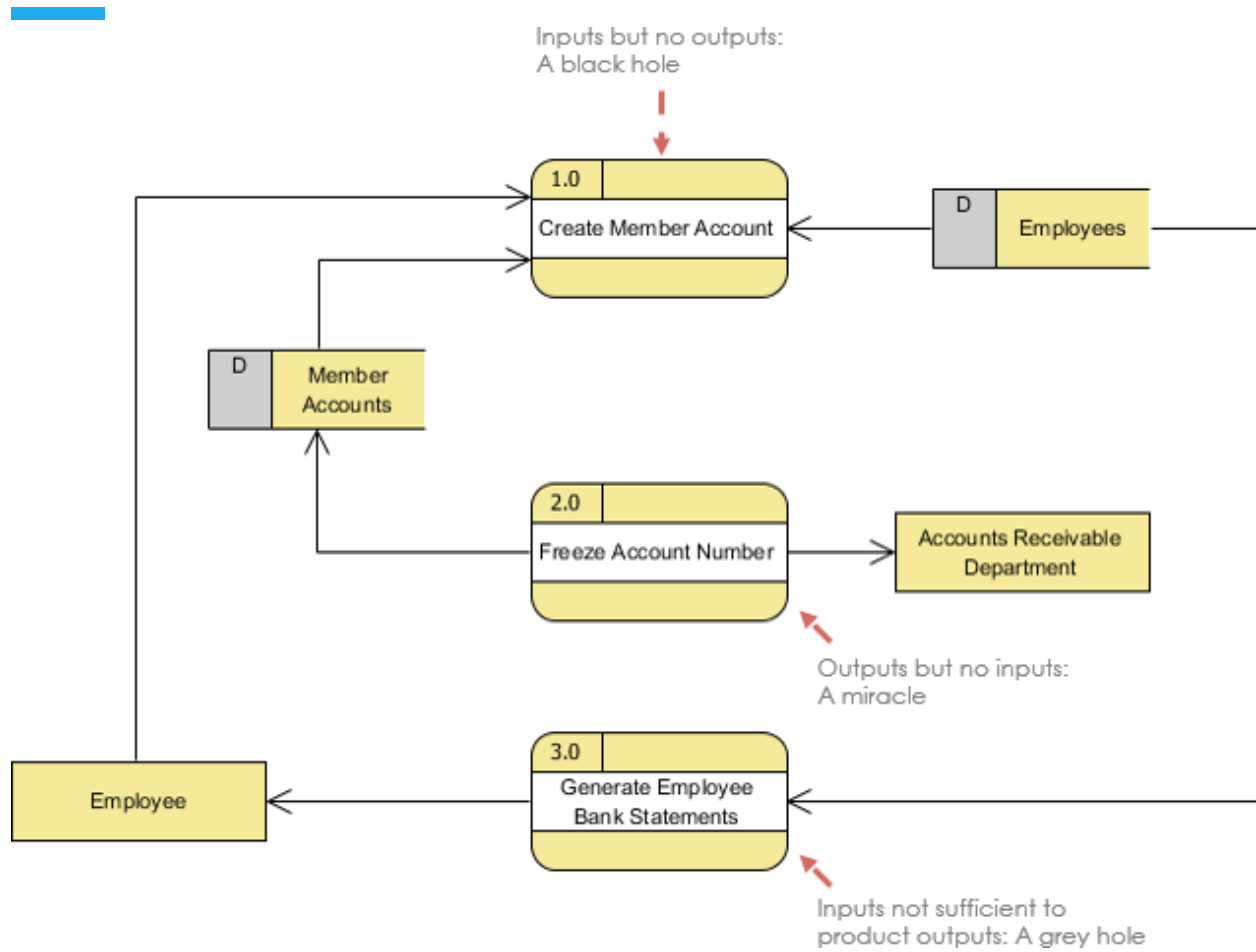 Inputs but no outputs:
A black hole
1.0
Create Member Account
D
Employees
D
Member
Accounts
2.0
Freeze Account Number
Accounts Receivable
Department
Outputs but no inputs:
A miracle
3.0
Generate Employee
Bank Statements
Employee
Inputs not sufficient to
product outputs: A grey hole